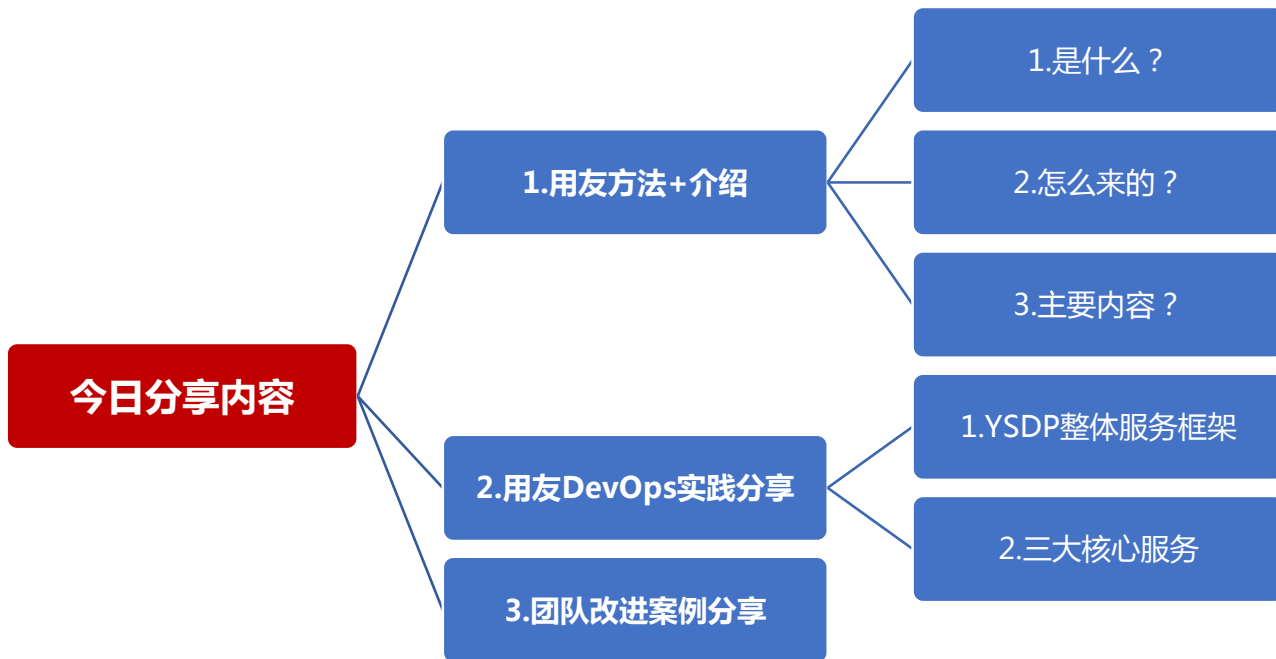 今日分享内容
1.用友方法+介绍
1.是什么？
2.怎么来的？
3.主要内容？
2.用友DevOps实践分享
1.YSDP整体服务框架
2.三大核心服务
3.团队改进案例分享